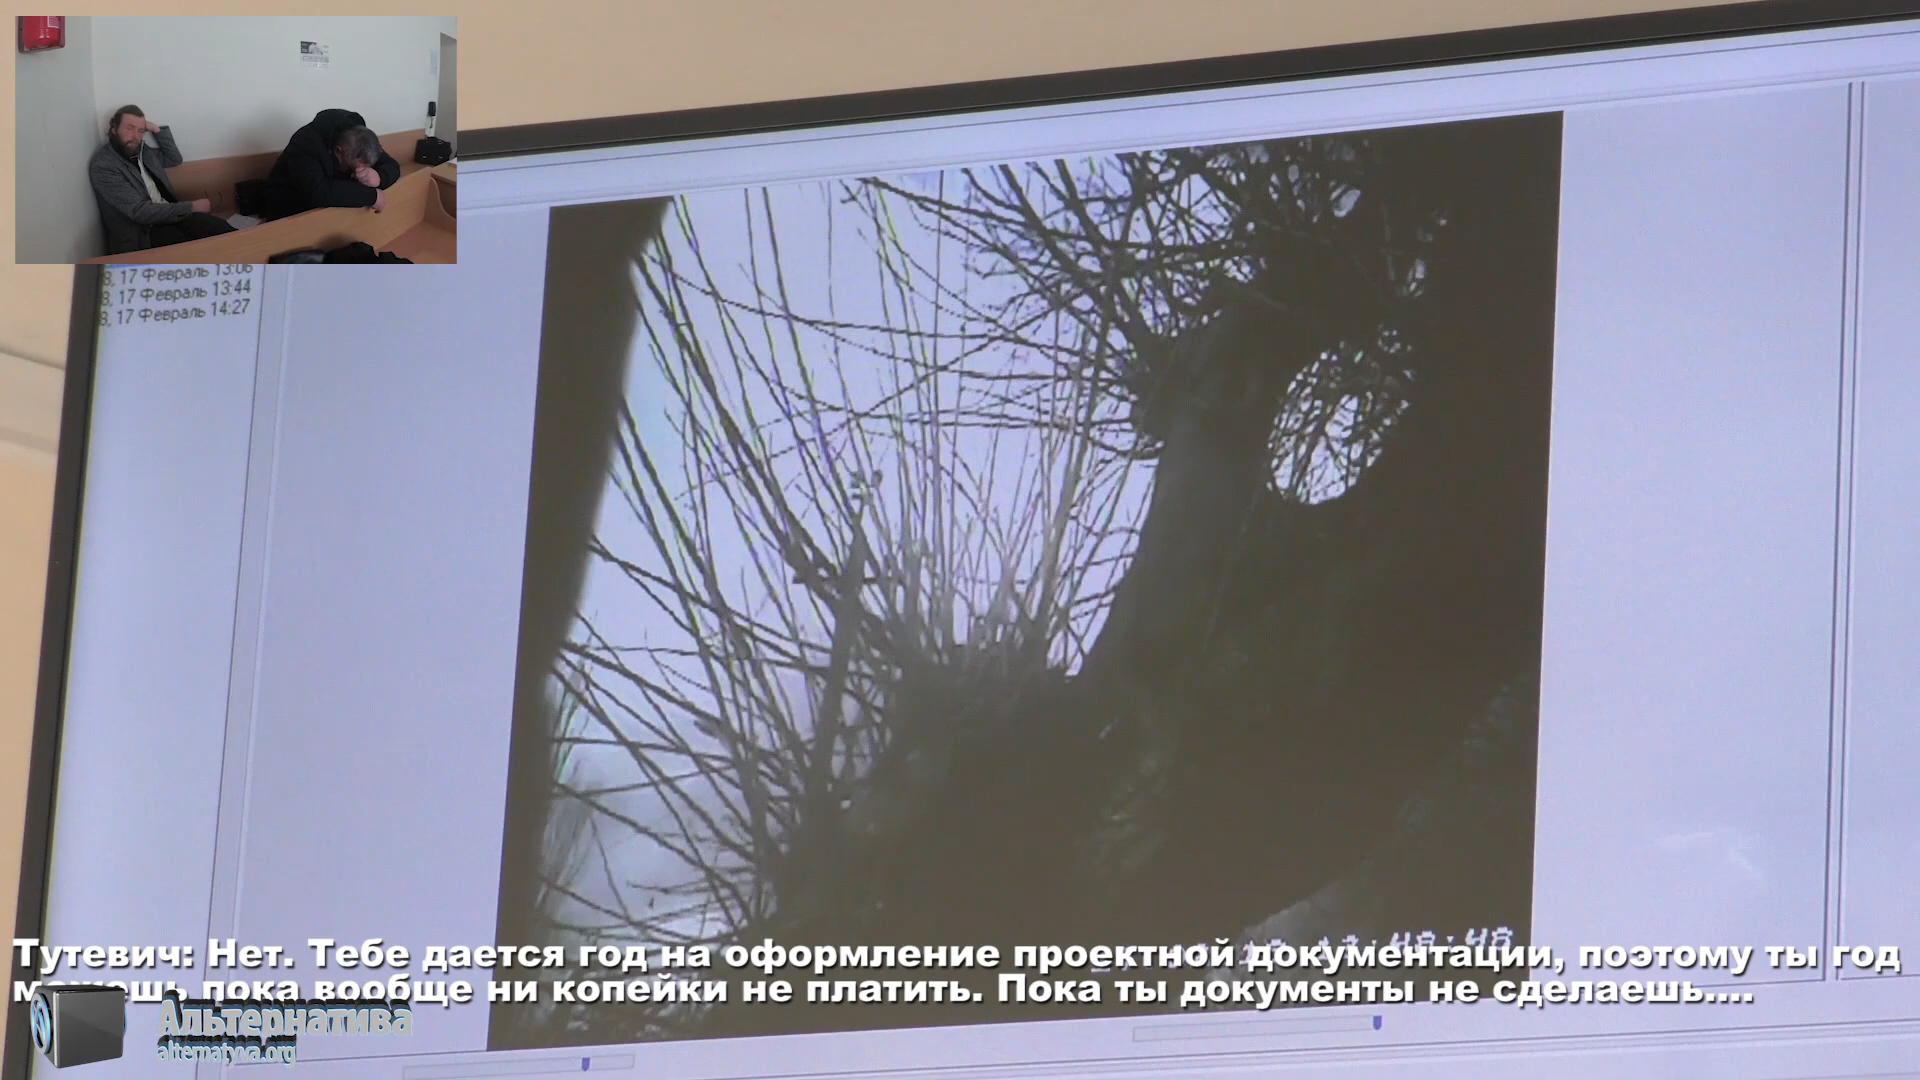 8, 17 Февраль 13:06
8, 17 Февраль 13:44
8, 17 Февраль 14:27
Тутевич: Нет. Тебе дается год на оформление проектной документации, поэтому ты год
можешь пока вообще ни копейки не платить. Пока ты документы не сделаешь....
Альтернатива
alternatyva.org